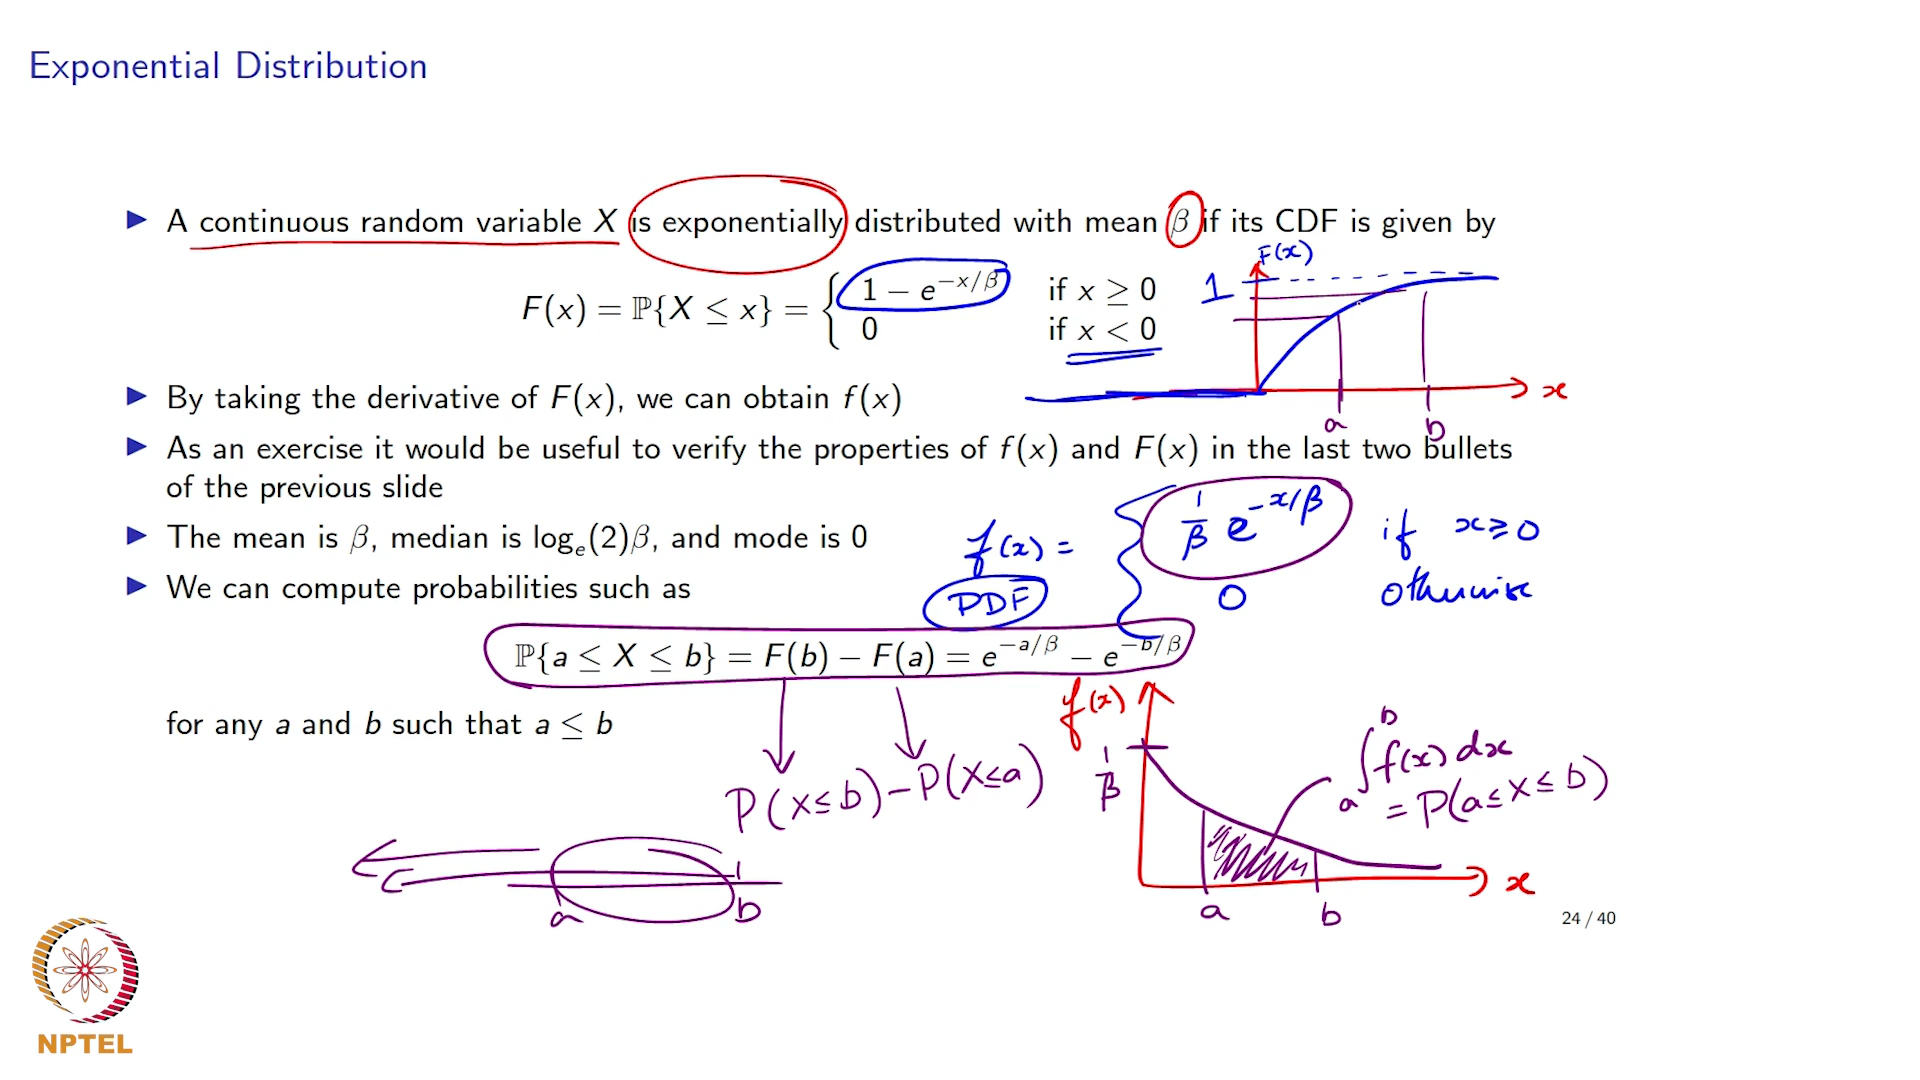 Exponential Distribution
A continuous random variable X is exponentially distributed with mean β if its CDF is given by
F(x) = ℙ{X ≤ x} = { 1 − e^{−x/β} if x ≥ 0
0 if x < 0
F(x)
1
x
a b
By taking the derivative of F(x), we can obtain f(x)
As an exercise it would be useful to verify the properties of f(x) and F(x) in the last two bullets
of the previous slide
f(x) = { 1/β e^{-x/β} if x ≥ 0
PDF
0 otherwise
The mean is β, median is log_e(2)β, and mode is 0
We can compute probabilities such as
ℙ{a ≤ X ≤ b} = F(b) − F(a) = e^{−a/β} − e^{−b/β}
for any a and b such that a ≤ b
P(X≤b) − P(X≤a)
a b
f(x)
1/β
x
a b
∫_a^b f(x) dx
= P(a≤X≤b)
24 / 40
NPTEL